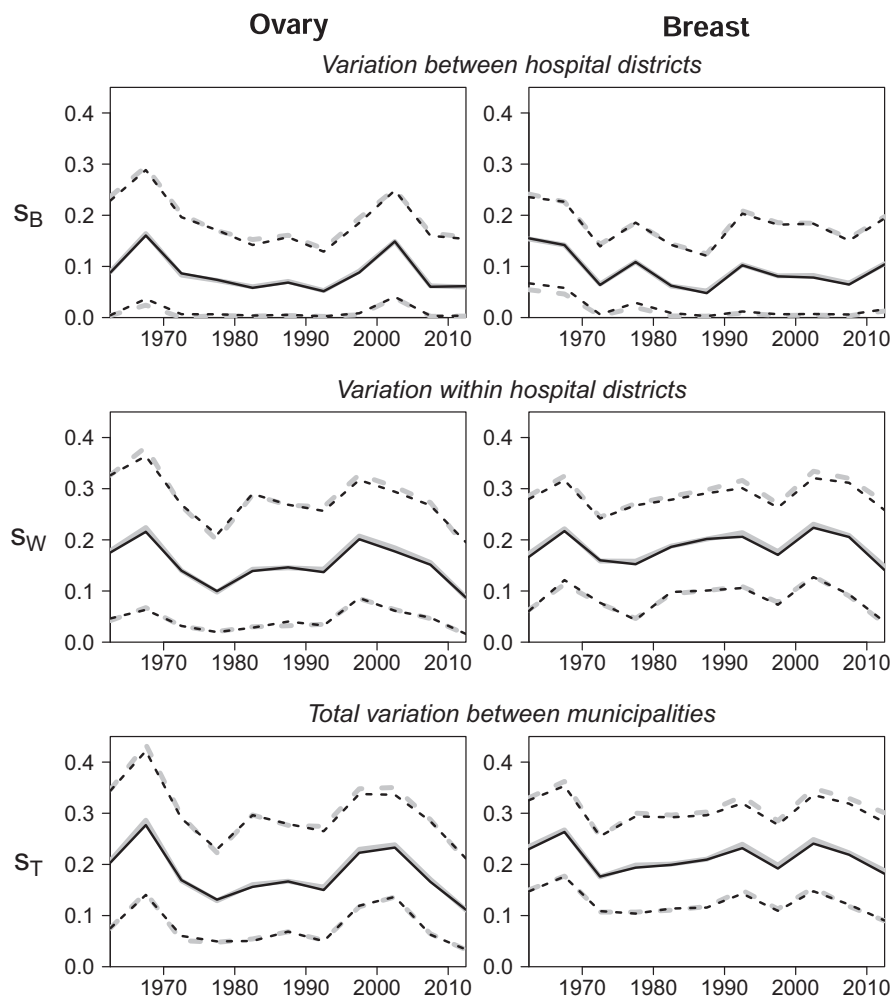 Ovary Breast
Variation between hospital districts
0.4 0.4
0.3 0.3
s_B 0.2 0.2
0.1 0.1
0.0 0.0
1970 1980 1990 2000 2010 1970 1980 1990 2000 2010
Variation within hospital districts
0.4 0.4
0.3 0.3
s_W 0.2 0.2
0.1 0.1
0.0 0.0
1970 1980 1990 2000 2010 1970 1980 1990 2000 2010
Total variation between municipalities
0.4 0.4
0.3 0.3
s_T 0.2 0.2
0.1 0.1
0.0 0.0
1970 1980 1990 2000 2010 1970 1980 1990 2000 2010